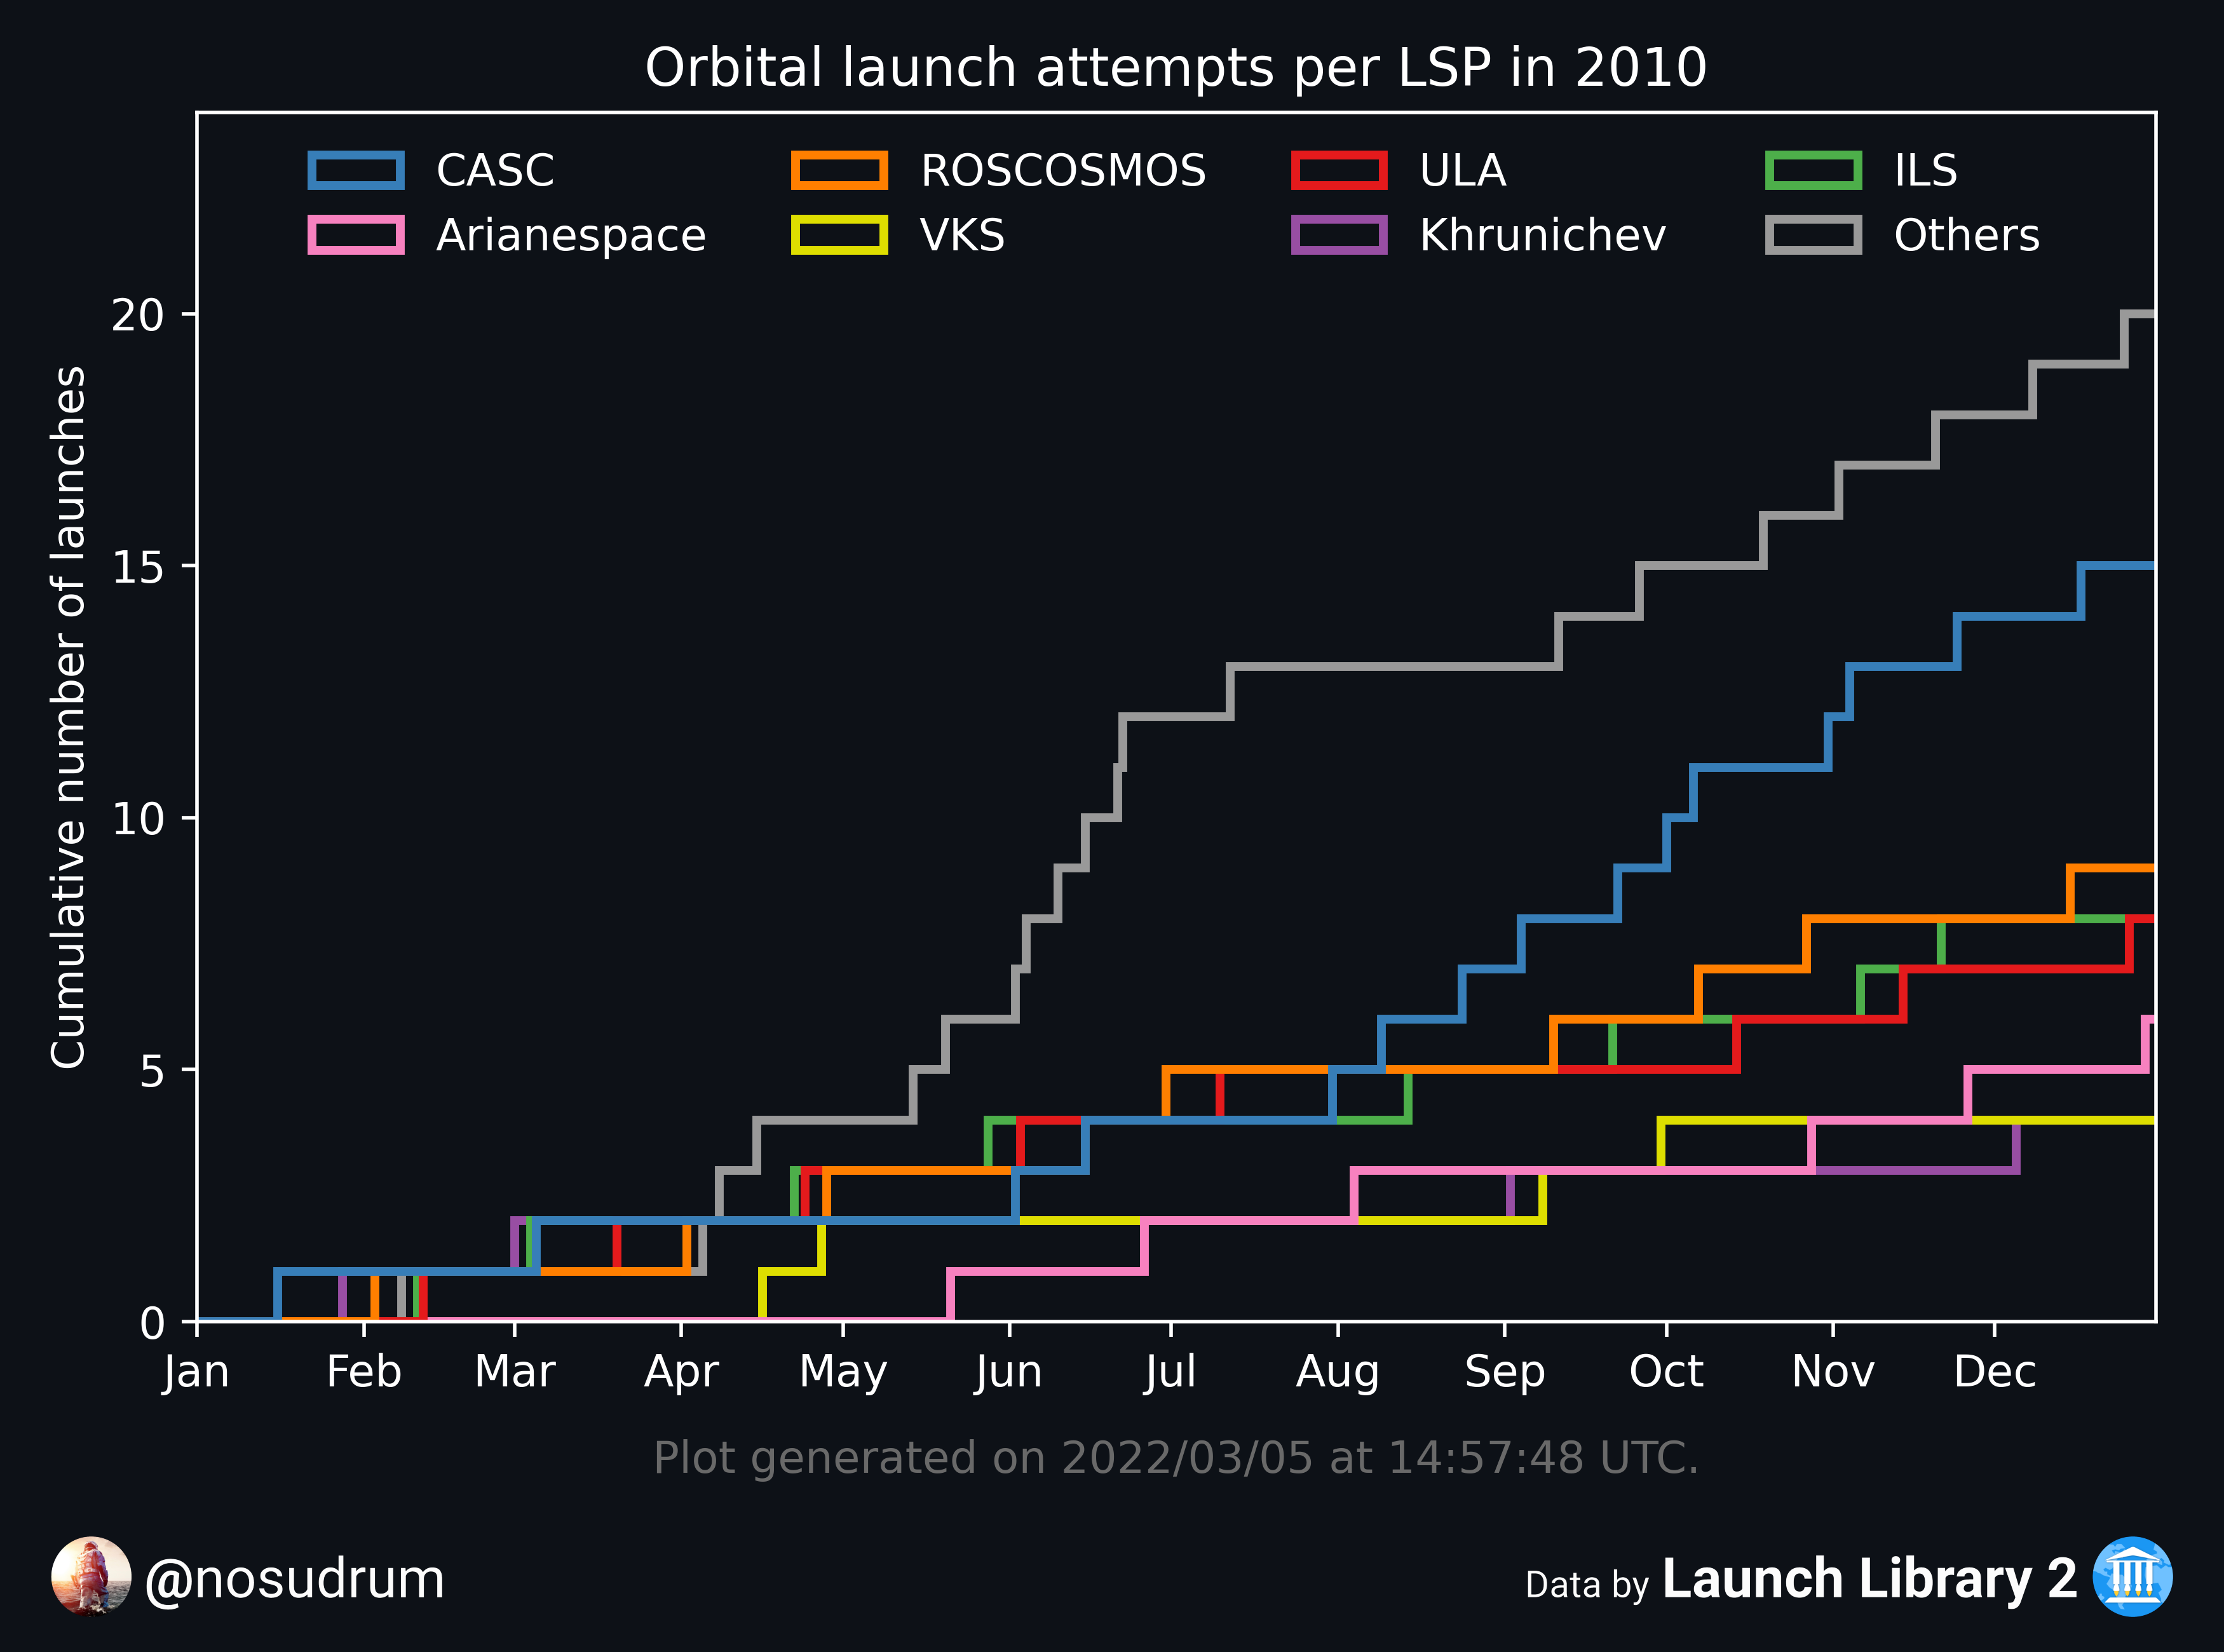 Orbital launch attempts per LSP in 2010
CASC ROSCOSMOS ULA ILS
Arianespace VKS Khrunichev Others
Cumulative number of launches
20
15
10
5
0
Jan Feb Mar Apr May Jun Jul Aug Sep Oct Nov Dec
Plot generated on 2022/03/05 at 14:57:48 UTC.
@nosudrum Data by Launch Library 2